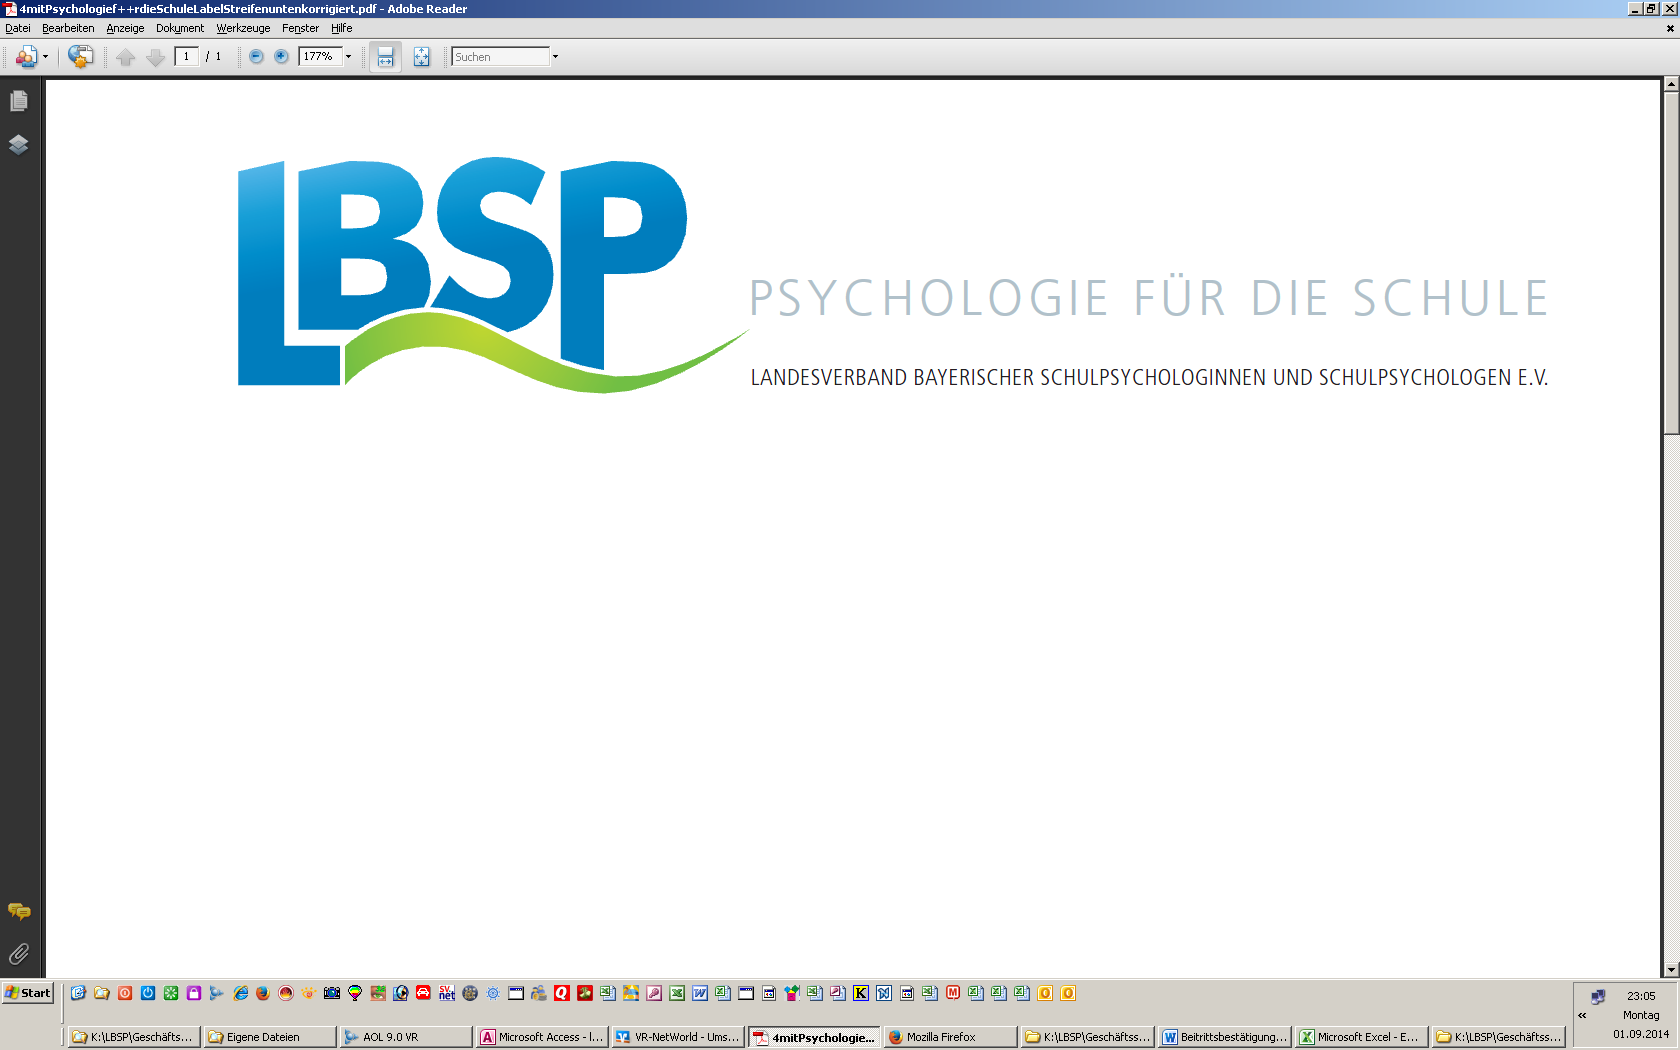 4mitPsychologief++rdieSchuleLabelStreifenuntenkorrigiert.pdf - Adobe Reader
Datei Bearbeiten Anzeige Dokument Werkzeuge Fenster Hilfe
1 / 1 177% Suchen
LBSP
PSYCHOLOGIE FÜR DIE SCHULE
LANDESVERBAND BAYERISCHER SCHULPSYCHOLOGINNEN UND SCHULPSYCHOLOGEN E.V.
Start
SV net
23:05
Montag
01.09.2014
K:\LBSP\Geschäfts... Eigene Dateien AOL 9.0 VR Microsoft Access - I... VR-NetWorld - Ums... 4mitPsychologie... Mozilla Firefox K:\LBSP\Geschäftss... Beitrittsbestätigung... Microsoft Excel - E... K:\LBSP\Geschäftss...